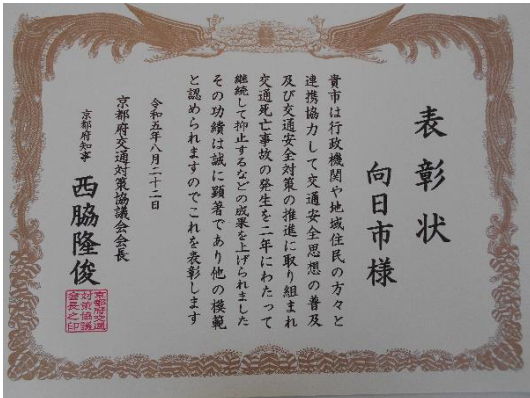 表彰状
向日市様
貴市は行政機関や地域住民の方々と
連携協力して交通安全思想の普及
及び交通安全対策の推進に取り組まれ
交通死亡事故の発生を二年にわたって
継続して抑止するなどの成果を上げられました
その功績は誠に顕著であり他の模範
と認められますのでこれを表彰します
令和五年八月二十二日
京都府交通対策協議会会長
京都府知事 西脇隆俊
京都府交通
対策協議
会長之印